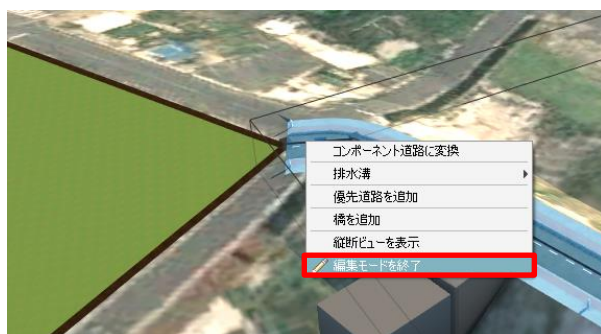 コンポーネント道路に変換
排水溝
優先道路を追加
橋を追加
縦断ビューを表示
編集モードを終了